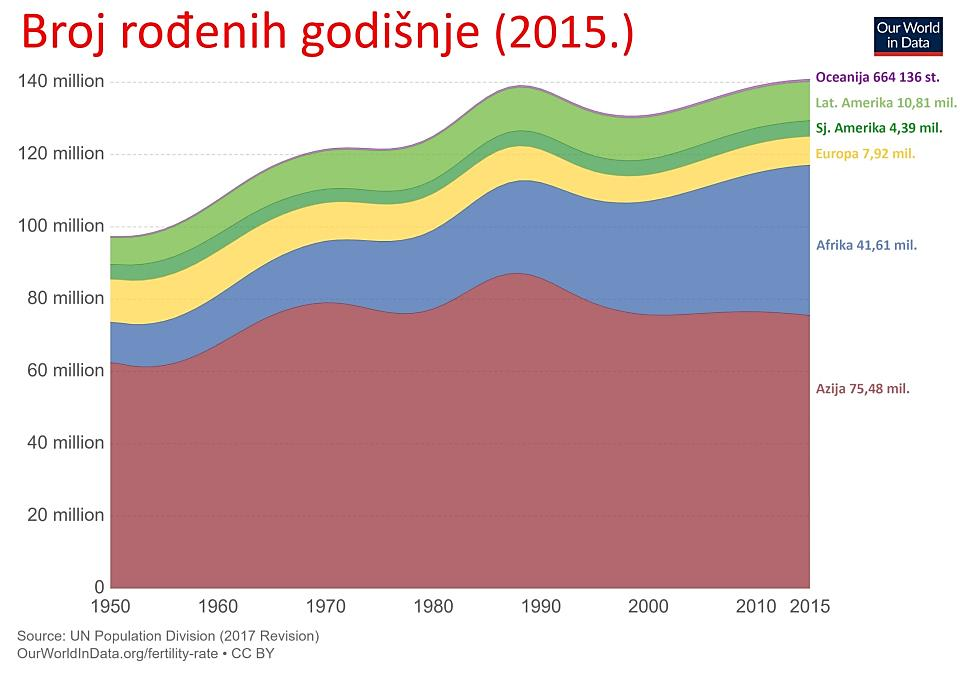 Broj rođenih godišnje (2015.)
Our World
in Data
140 million
120 million
100 million
80 million
60 million
40 million
20 million
0
Oceanija 664 136 st.
Lat. Amerika 10,81 mil.
Sj. Amerika 4,39 mil.
Europa 7,92 mil.
Afrika 41,61 mil.
Azija 75,48 mil.
1950 1960 1970 1980 1990 2000 2010 2015
Source: UN Population Division (2017 Revision)
OurWorldInData.org/fertility-rate • CC BY